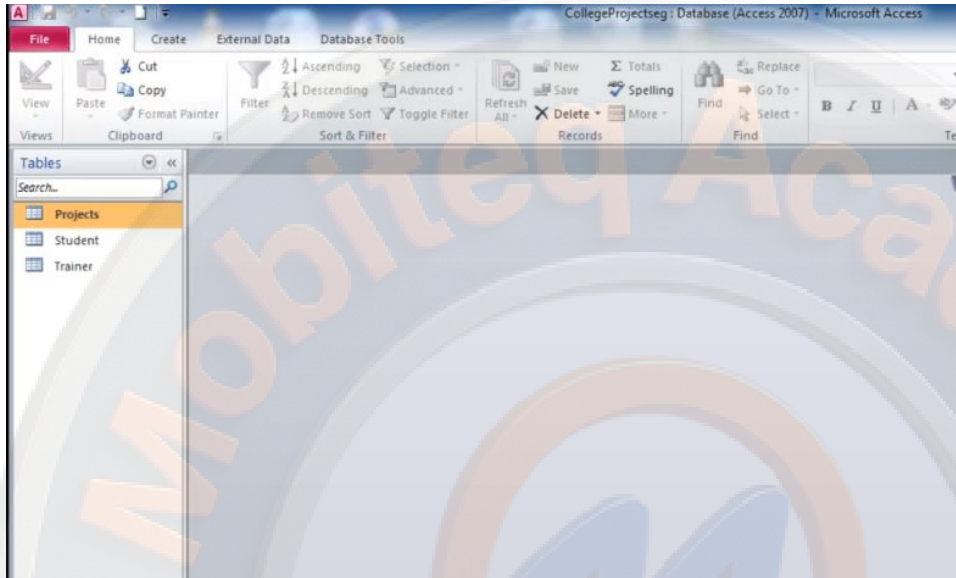 CollegeProjectseg : Database (Access 2007) - Microsoft Access
File Home Create External Data Database Tools
View
Views
Paste
Cut
Copy
Format Painter
Clipboard
Filter
Ascending
Descending
Remove Sort
Selection
Advanced
Toggle Filter
Sort & Filter
Refresh All
New
Save
Delete
Totals
Spelling
More
Records
Find
Replace
Go To
Select
Find
B I U A
Te
Tables
Search...
Projects
Student
Trainer
Mobiteq Aca